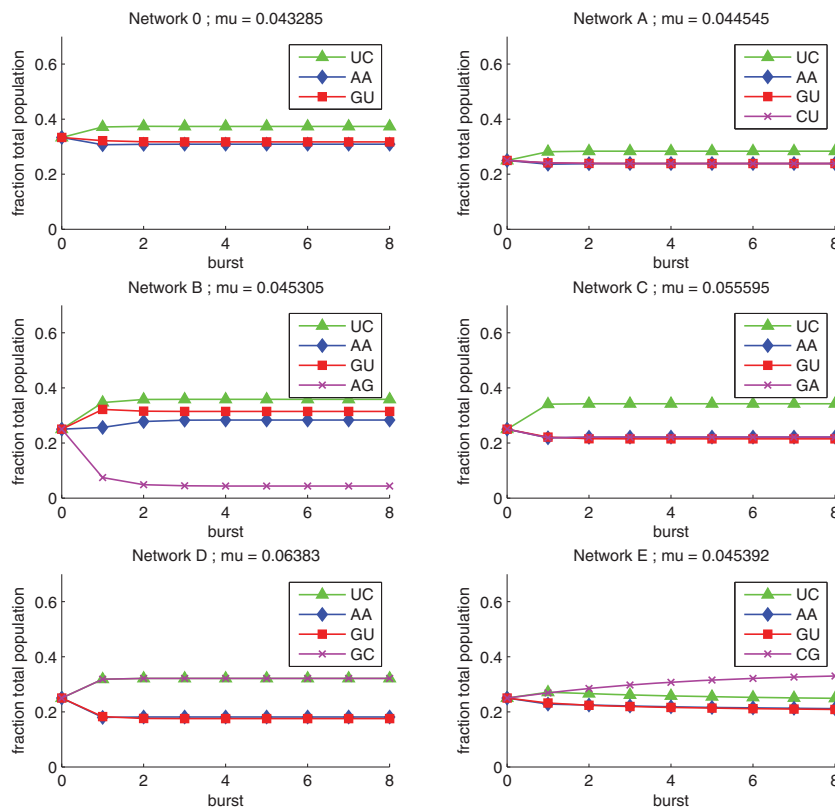 Network 0 ; mu = 0.043285
fraction total population
0.6
0.4
0.2
0
0 2 4 6 8
burst
UC
AA
GU
Network A ; mu = 0.044545
fraction total population
0.6
0.4
0.2
0
0 2 4 6 8
burst
UC
AA
GU
CU
Network B ; mu = 0.045305
fraction total population
0.6
0.4
0.2
0
0 2 4 6 8
burst
UC
AA
GU
AG
Network C ; mu = 0.055595
fraction total population
0.6
0.4
0.2
0
0 2 4 6 8
burst
UC
AA
GU
GA
Network D ; mu = 0.06383
fraction total population
0.6
0.4
0.2
0
0 2 4 6 8
burst
UC
AA
GU
GC
Network E ; mu = 0.045392
fraction total population
0.6
0.4
0.2
0
0 2 4 6 8
burst
UC
AA
GU
CG